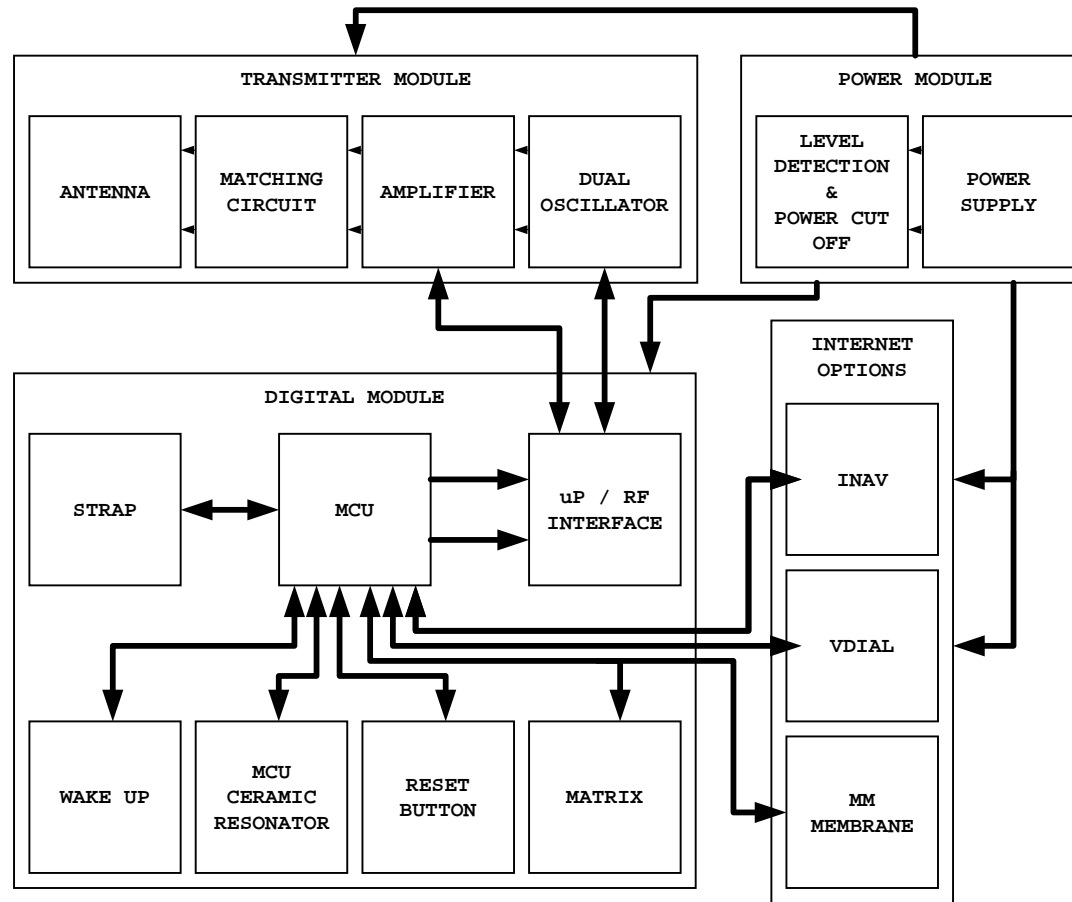 TRANSMITTER MODULE
ANTENNA
MATCHING
CIRCUIT
AMPLIFIER
DUAL
OSCILLATOR
POWER MODULE
LEVEL
DETECTION
&
POWER CUT
OFF
POWER
SUPPLY
DIGITAL MODULE
STRAP
MCU
uP / RF
INTERFACE
WAKE UP
MCU
CERAMIC
RESONATOR
RESET
BUTTON
MATRIX
INTERNET
OPTIONS
INAV
VDIAL
MM
MEMBRANE